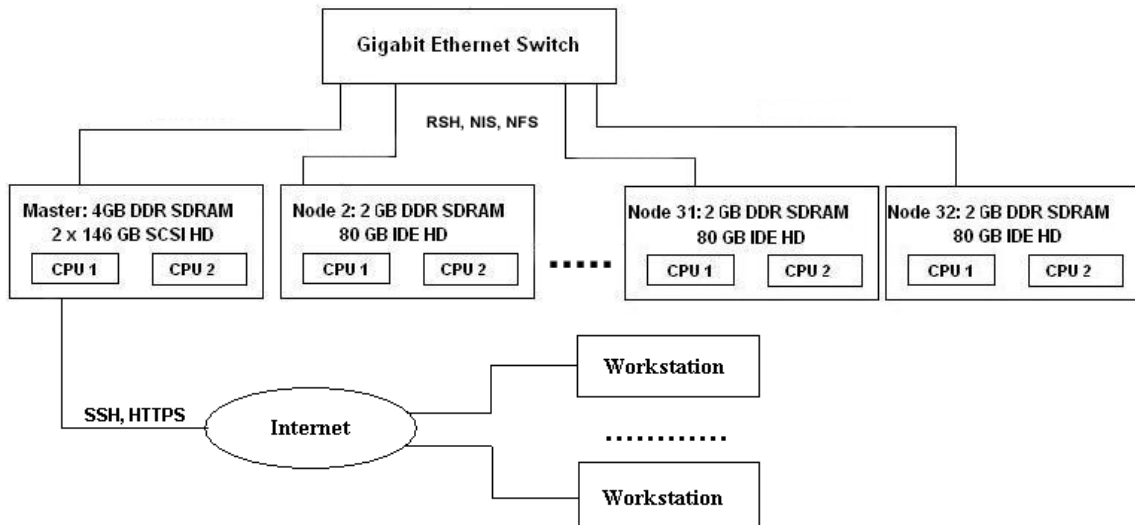 Gigabit Ethernet Switch
RSH, NIS, NFS
Master: 4GB DDR SDRAM
2 x 146 GB SCSI HD
CPU 1
CPU 2
Node 2: 2 GB DDR SDRAM
80 GB IDE HD
CPU 1
CPU 2
.....
Node 31: 2 GB DDR SDRAM
80 GB IDE HD
CPU 1
CPU 2
Node 32: 2 GB DDR SDRAM
80 GB IDE HD
CPU 1
CPU 2
SSH, HTTPS
Internet
Workstation
............
Workstation